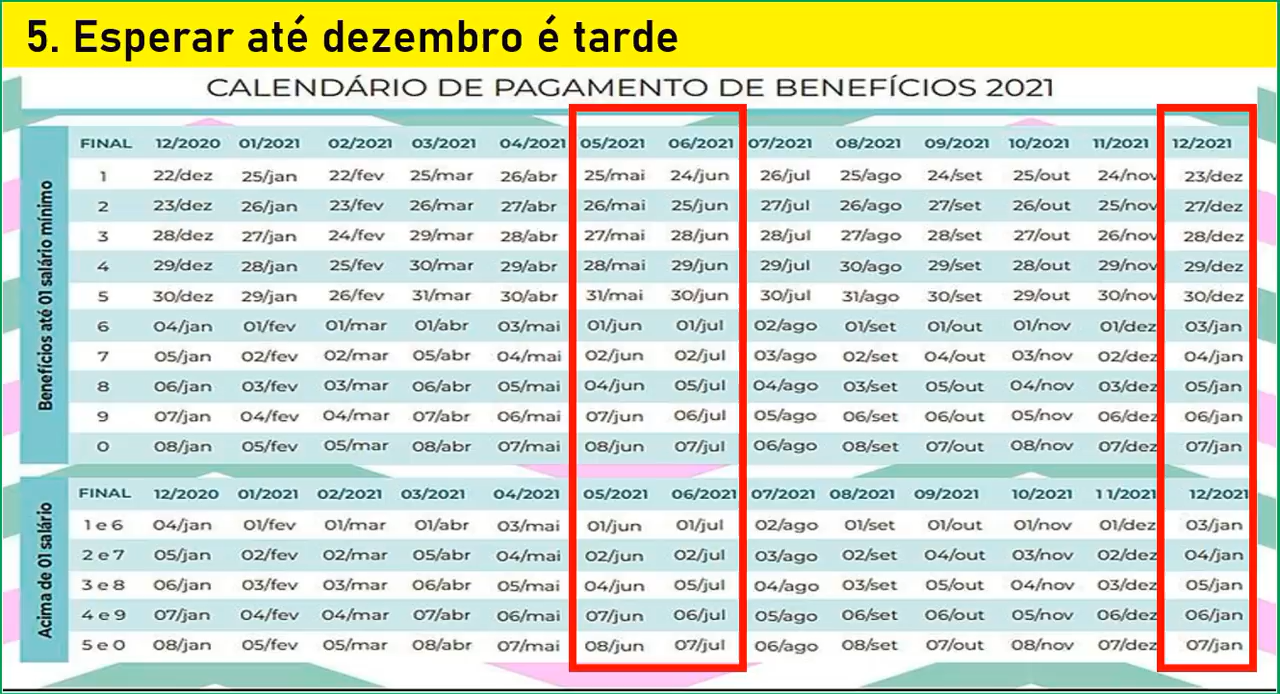 5. Esperar até dezembro é tarde
CALENDÁRIO DE PAGAMENTO DE BENEFÍCIOS 2021
Benefícios até 01 salário mínimo
FINAL 12/2020 01/2021 02/2021 03/2021 04/2021 05/2021 06/2021 07/2021 08/2021 09/2021 10/2021 11/2021 12/2021
1 22/dez 25/jan 22/fev 25/mar 26/abr 25/mai 24/jun 26/jul 25/ago 24/set 25/out 24/nov 23/dez
2 23/dez 26/jan 23/fev 26/mar 27/abr 26/mai 25/jun 27/jul 26/ago 27/set 26/out 25/nov 27/dez
3 28/dez 27/jan 24/fev 29/mar 28/abr 27/mai 28/jun 28/jul 27/ago 28/set 27/out 26/nov 28/dez
4 29/dez 28/jan 25/fev 30/mar 29/abr 28/mai 29/jun 29/jul 30/ago 29/set 28/out 29/nov 29/dez
5 30/dez 29/jan 26/fev 31/mar 30/abr 31/mai 30/jun 30/jul 31/ago 30/set 29/out 30/nov 30/dez
6 04/jan 01/fev 01/mar 01/abr 03/mai 01/jun 01/jul 02/ago 01/set 01/out 01/nov 01/dez 03/jan
7 05/jan 02/fev 02/mar 05/abr 04/mai 02/jun 02/jul 03/ago 02/set 04/out 03/nov 02/dez 04/jan
8 06/jan 03/fev 03/mar 06/abr 05/mai 04/jun 05/jul 04/ago 03/set 05/out 04/nov 03/dez 05/jan
9 07/jan 04/fev 04/mar 07/abr 06/mai 07/jun 06/jul 05/ago 06/set 06/out 05/nov 06/dez 06/jan
0 08/jan 05/fev 05/mar 08/abr 07/mai 08/jun 07/jul 06/ago 08/set 07/out 08/nov 07/dez 07/jan
Acima de 01 salário
FINAL 12/2020 01/2021 02/2021 03/2021 04/2021 05/2021 06/2021 07/2021 08/2021 09/2021 10/2021 11/2021 12/2021
1 e 6 04/jan 01/fev 01/mar 01/abr 03/mai 01/jun 01/jul 02/ago 01/set 01/out 01/nov 01/dez 03/jan
2 e 7 05/jan 02/fev 02/mar 05/abr 04/mai 02/jun 02/jul 03/ago 02/set 04/out 03/nov 02/dez 04/jan
3 e 8 06/jan 03/fev 03/mar 06/abr 05/mai 04/jun 05/jul 04/ago 03/set 05/out 04/nov 03/dez 05/jan
4 e 9 07/jan 04/fev 04/mar 07/abr 06/mai 07/jun 06/jul 05/ago 06/set 06/out 05/nov 06/dez 06/jan
5 e 0 08/jan 05/fev 05/mar 08/abr 07/mai 08/jun 07/jul 06/ago 08/set 07/out 08/nov 07/dez 07/jan